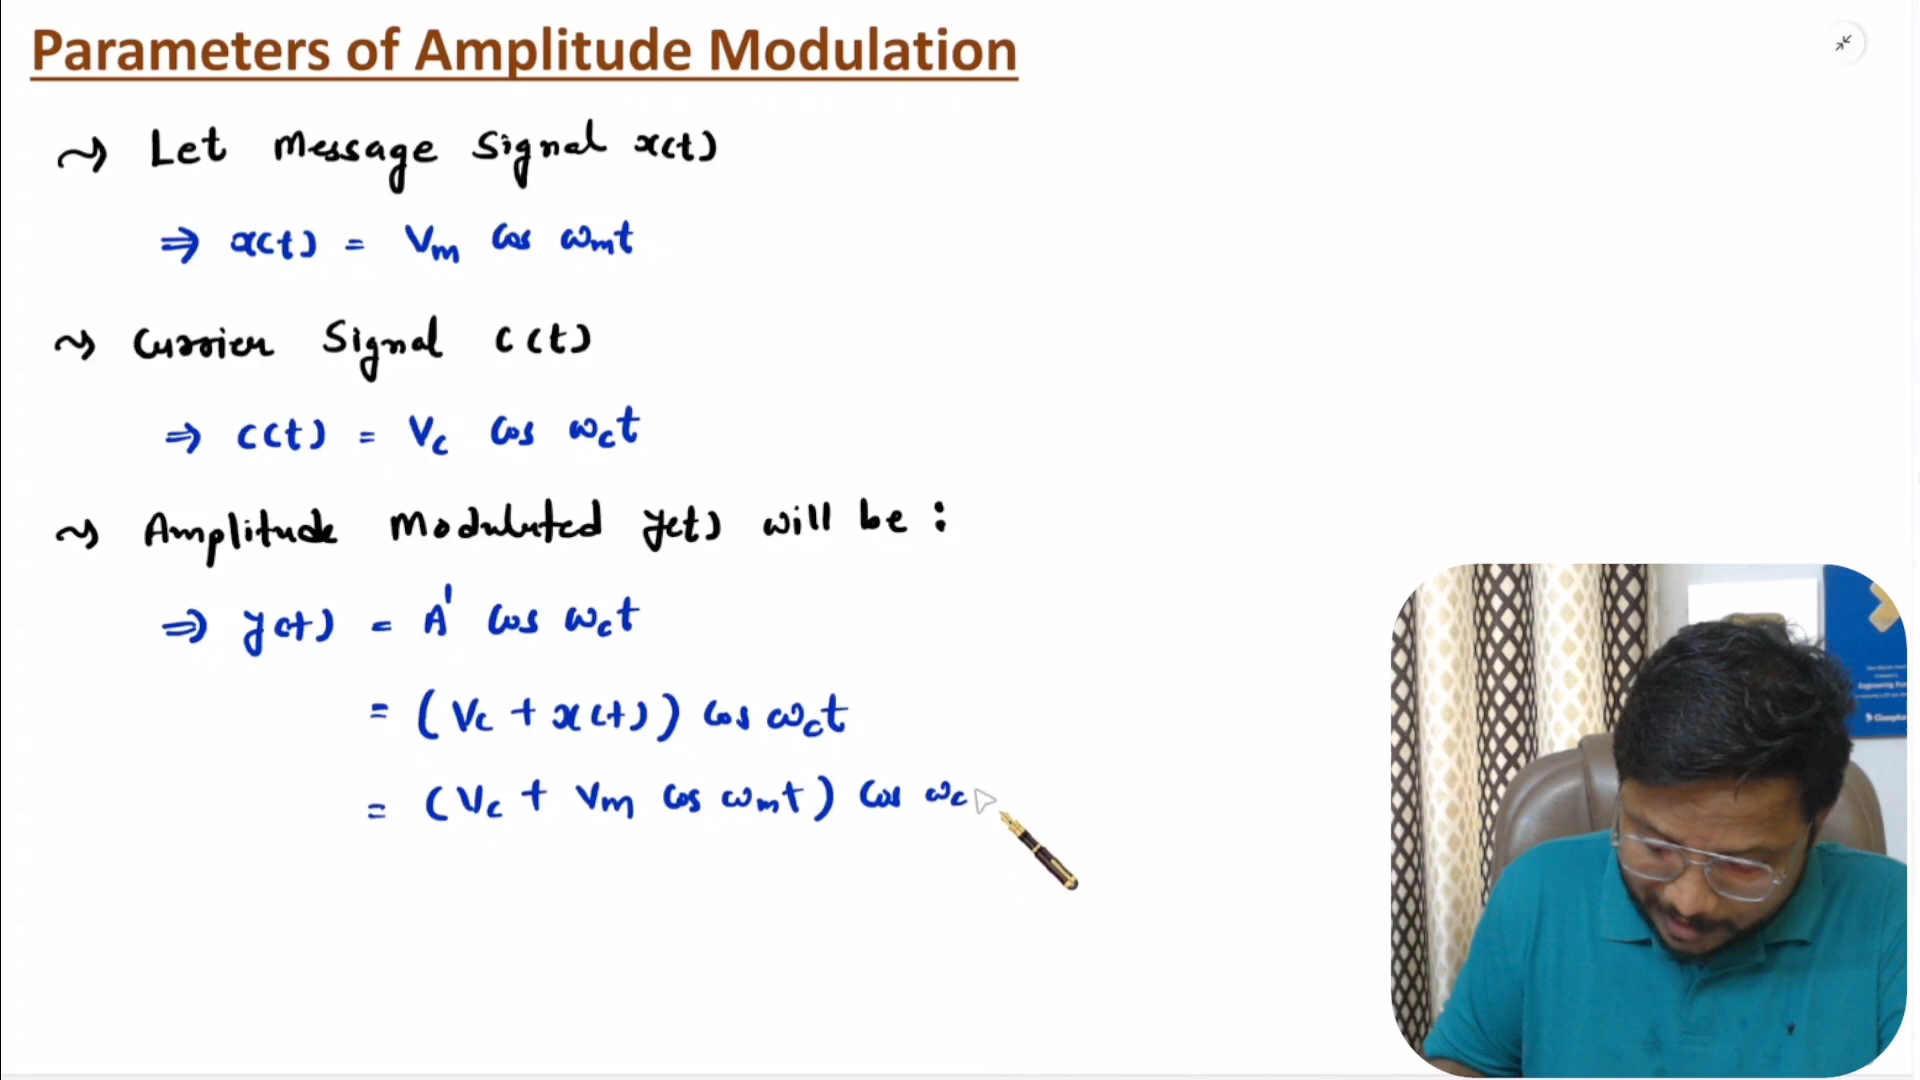 Parameters of Amplitude Modulation
~) Let Message Signal x(t)
⇒ x(t) = Vm Cos ωmt
~) Carrier Signal c(t)
⇒ c(t) = Vc Cos ωct
~) Amplitude Modulated y(t) will be :
⇒ y(t) = A' Cos ωct
= (Vc + x(t)) Cos ωct
= (Vc + Vm Cos ωmt) Cos ωc